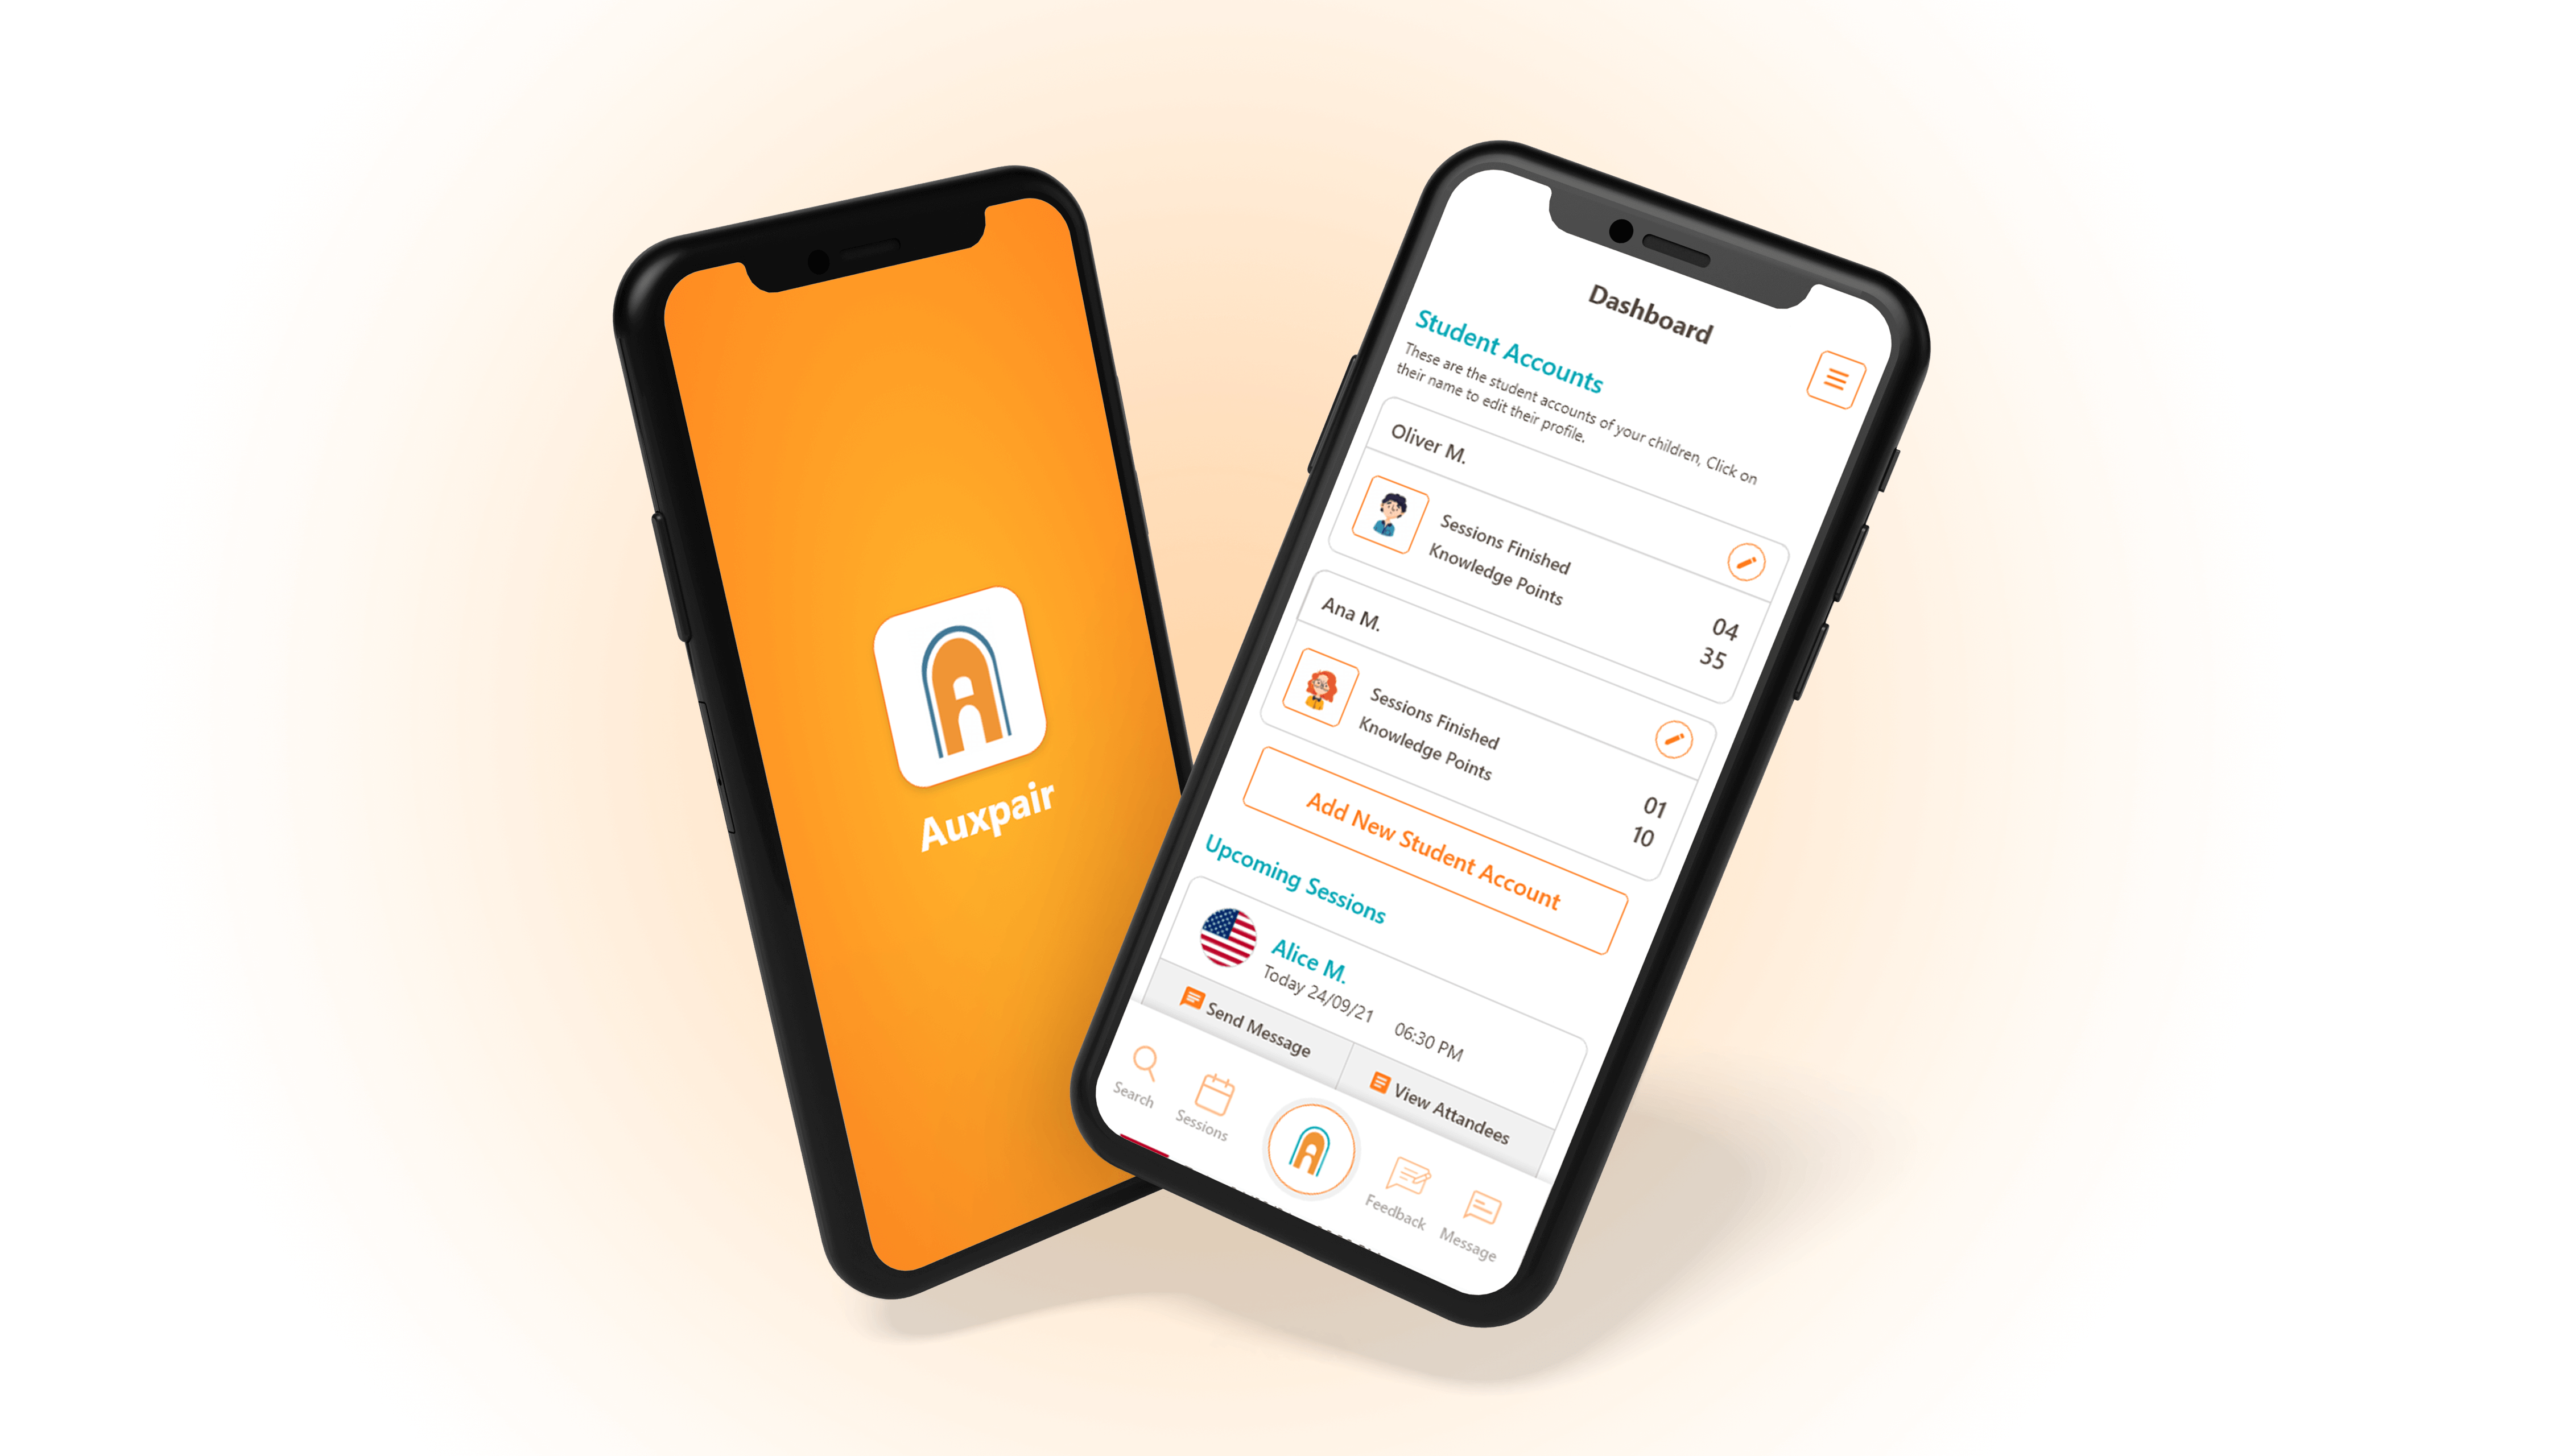 Auxpair
Dashboard
Student Accounts
These are the student accounts of your children, Click on
their name to edit their profile.
Oliver M.
Sessions Finished 04
Knowledge Points 35
Ana M.
Sessions Finished 01
Knowledge Points 10
Add New Student Account
Upcoming Sessions
Alice M.
Today 24/09/21 06:30 PM
Send Message
View Attandees
Search
Sessions
Feedback
Message